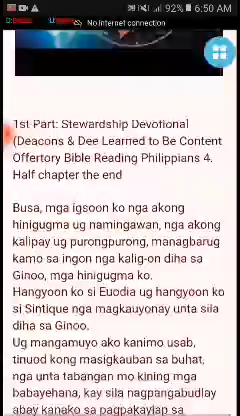 92% 6:50 AM
No internet connection
1st Part: Stewardship Devotional
(Deacons & Dee Learned to Be Content
Offertory Bible Reading Philippians 4.
Half chapter the end
Busa, mga igsoon ko nga akong
hinigugma ug namingawan, nga akong
kalipay ug purongpurong, managbarug
kamo sa ingon nga kalig-on diha sa
Ginoo, mga hinigugma ko.
Hangyoon ko si Euodia ug hangyoon ko
si Sintique nga magkauyonay unta sila
diha sa Ginoo.
Ug mangamuyo ako kanimo usab,
tinuod kong masigkauban sa buhat,
nga unta tabangan mo kining mga
babayehana, kay sila nagpangabudlay
abey kaneko sa pagpakaylap sa